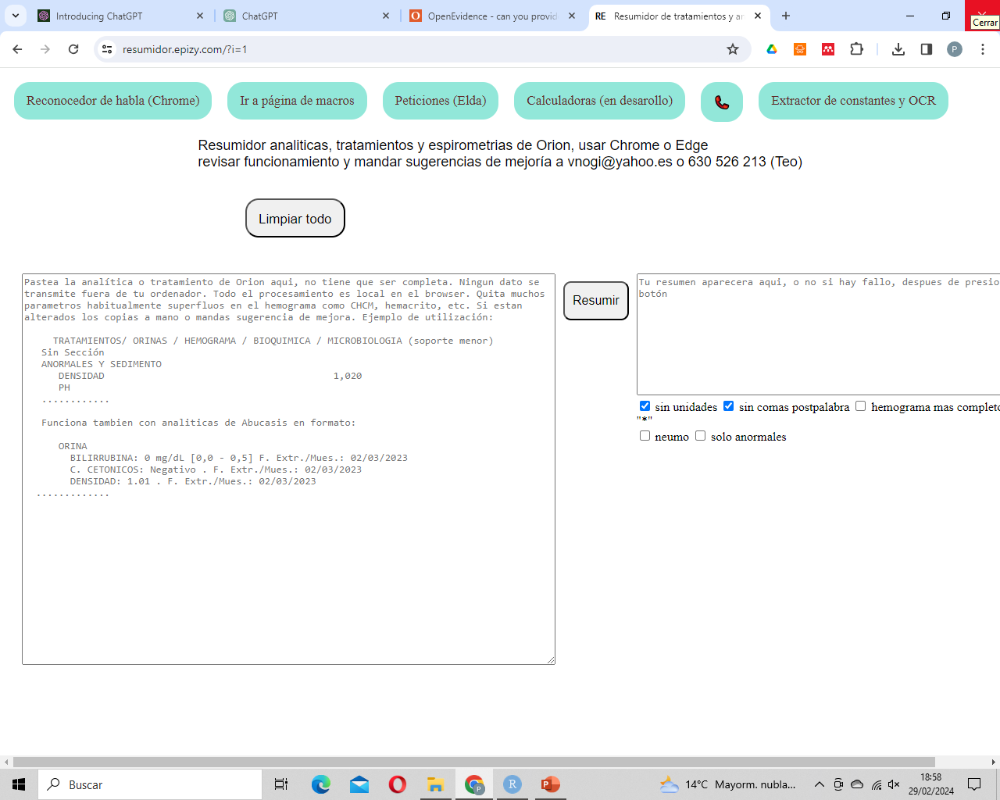 Introducing ChatGPT
ChatGPT
OpenEvidence - can you provid
RE Resumidor de tratamientos y a
Cerrar
resumidor.epizy.com/?i=1
P
Reconocedor de habla (Chrome)
Ir a página de macros
Peticiones (Elda)
Calculadoras (en desarollo)
Extractor de constantes y OCR
Resumidor analiticas, tratamientos y espirometrias de Orion, usar Chrome o Edge
revisar funcionamiento y mandar sugerencias de mejoría a vnogi@yahoo.es o 630 526 213 (Teo)
Limpiar todo
Pastea la analítica o tratamiento de Orion aqui, no tiene que ser completa. Ningun dato se
transmite fuera de tu ordenador. Todo el procesamiento es local en el browser. Quita muchos
parametros habitualmente superfluos en el hemograma como CHCM, hemacrito, etc. Si estan
alterados los copias a mano o mandas sugerencia de mejora. Ejemplo de utilización:
TRATAMIENTOS/ ORINAS / HEMOGRAMA / BIOQUIMICA / MICROBIOLOGIA (soporte menor)
Sin Sección
ANORMALES Y SEDIMENTO
DENSIDAD 1,020
PH
............
Funciona tambien con analiticas de Abucasis en formato:
ORINA
BILIRRUBINA: 0 mg/dL [0,0 - 0,5] F. Extr./Mues.: 02/03/2023
C. CETONICOS: Negativo . F. Extr./Mues.: 02/03/2023
DENSIDAD: 1.01 . F. Extr./Mues.: 02/03/2023
.............
Resumir
Tu resumen aparecera aqui, o no si hay fallo, despues de presio
botón
sin unidades sin comas postpalabra hemograma mas completo
"*"
neumo solo anormales
Buscar
P
R
14°C Mayorm. nubla...
18:58
29/02/2024